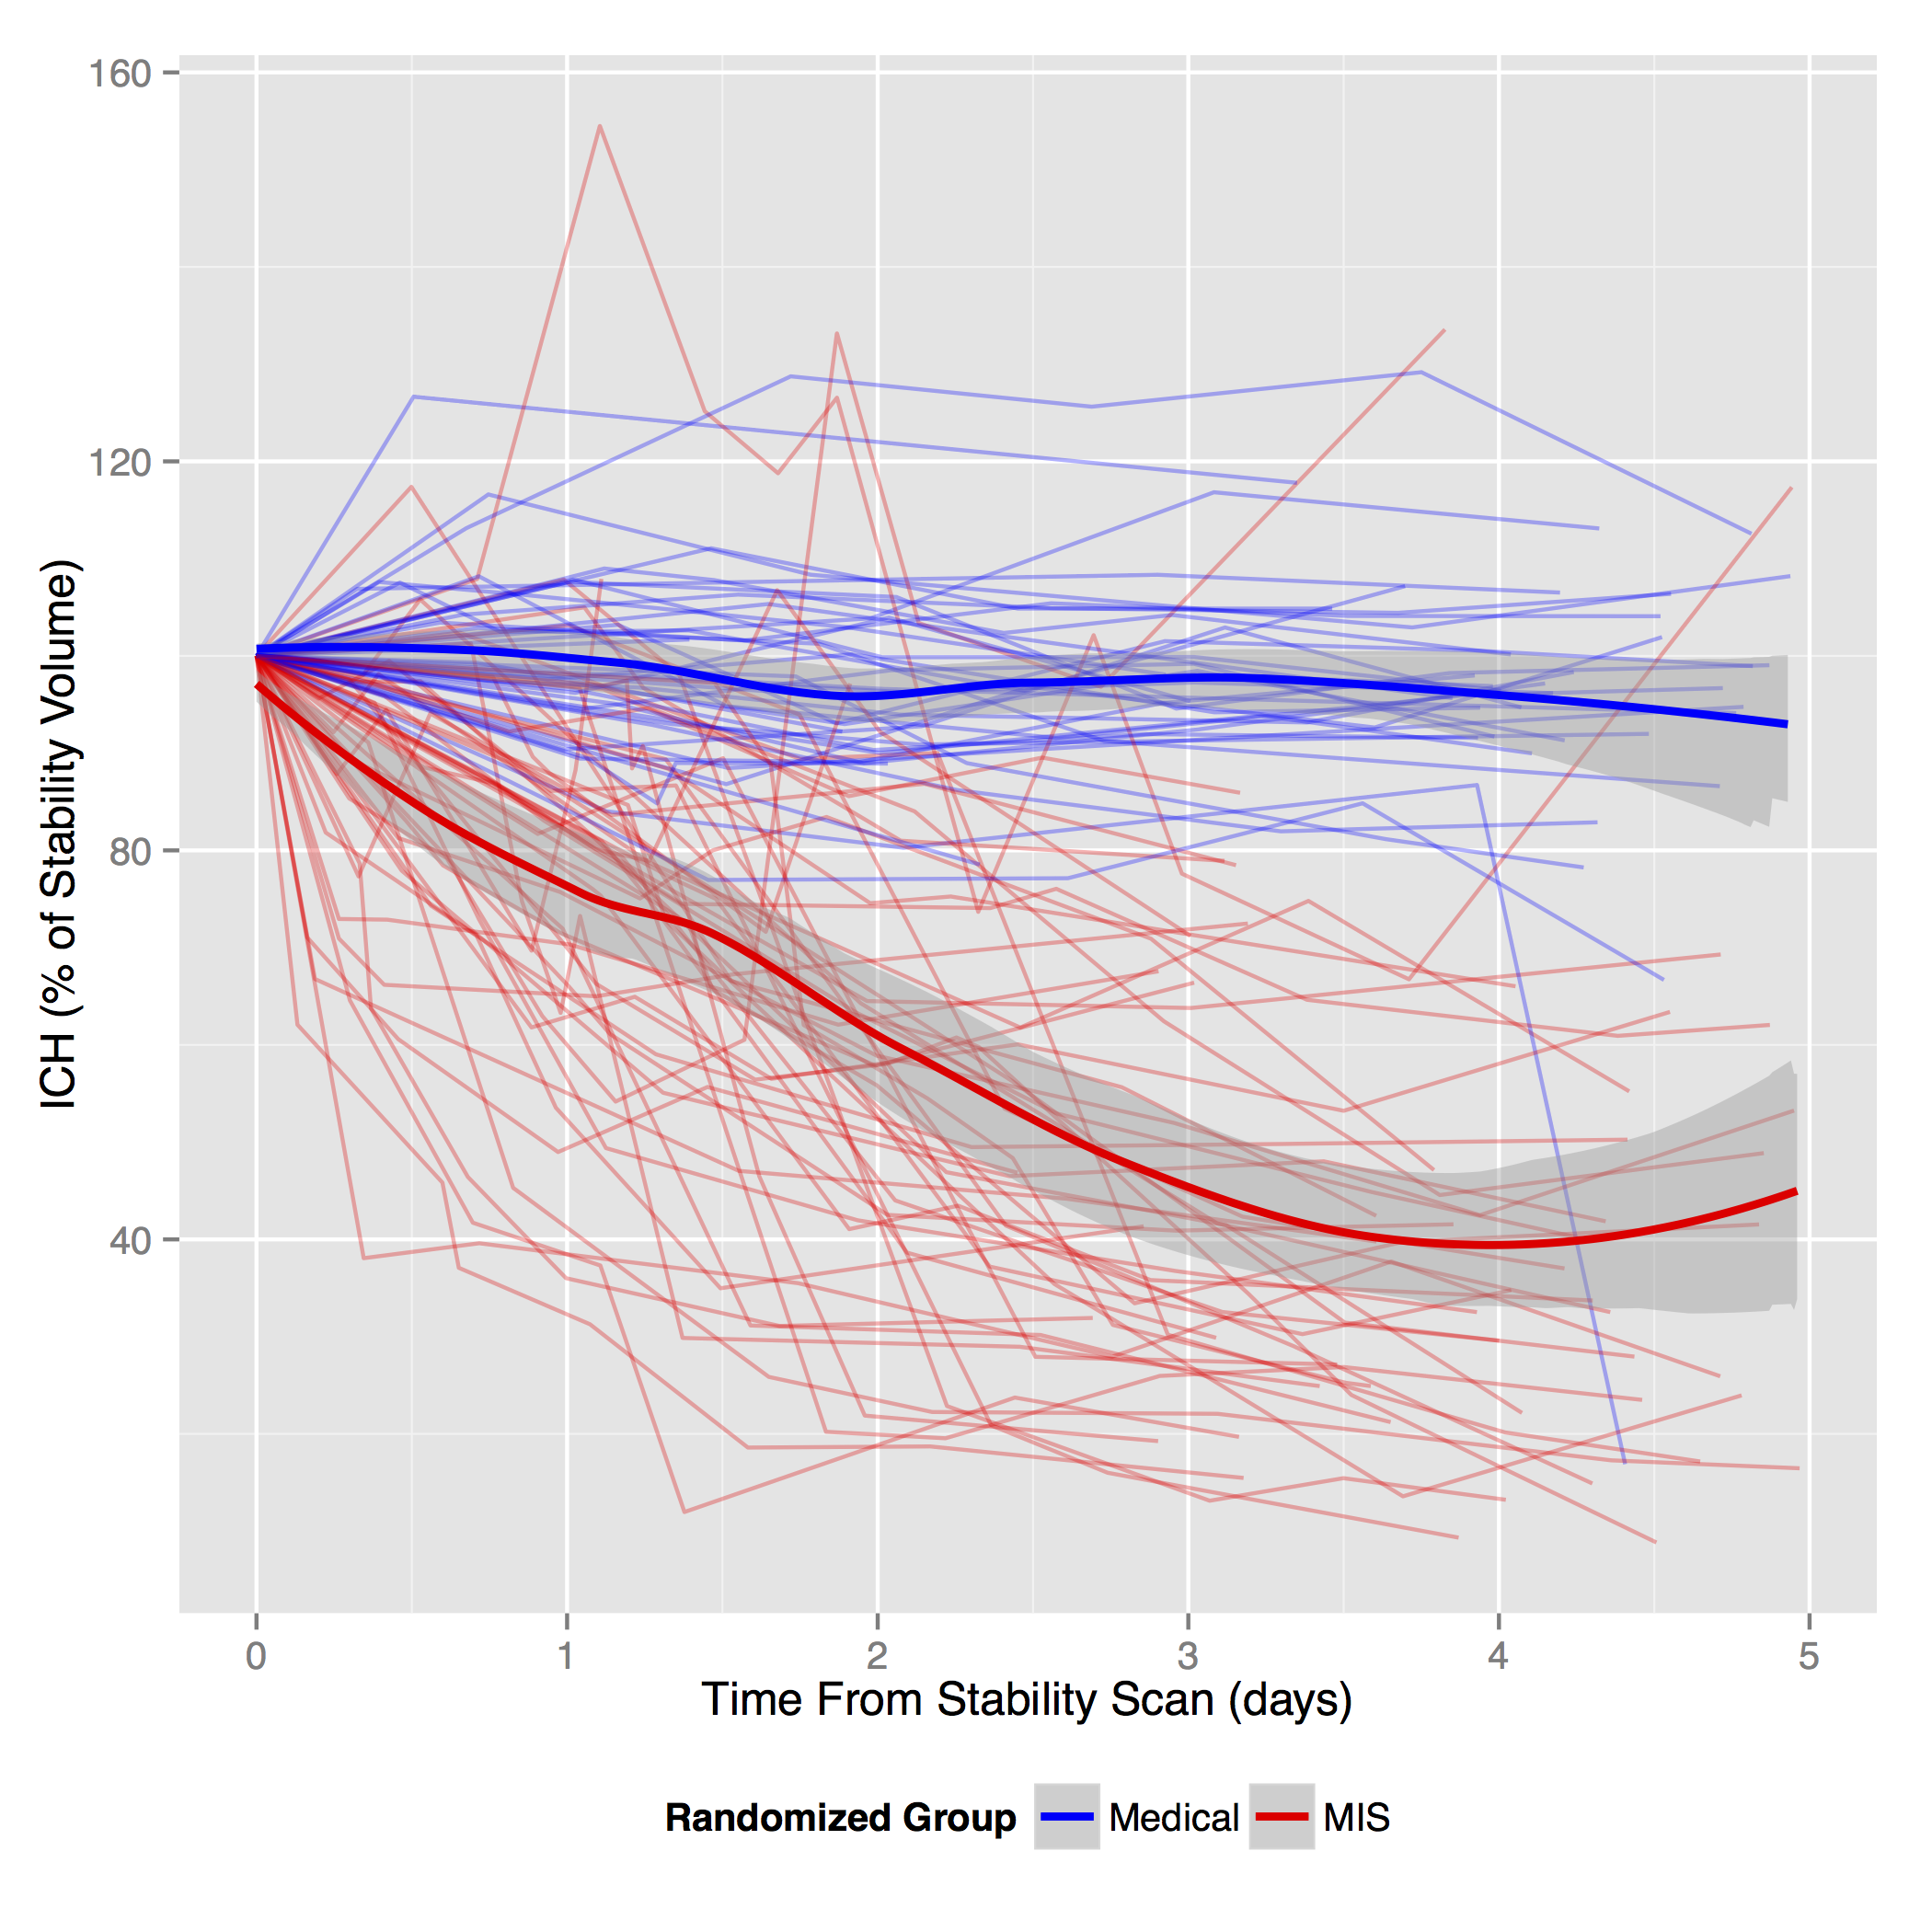 160
120
80
40
ICH (% of Stability Volume)
0 1 2 3 4 5
Time From Stability Scan (days)
Randomized Group Medical MIS